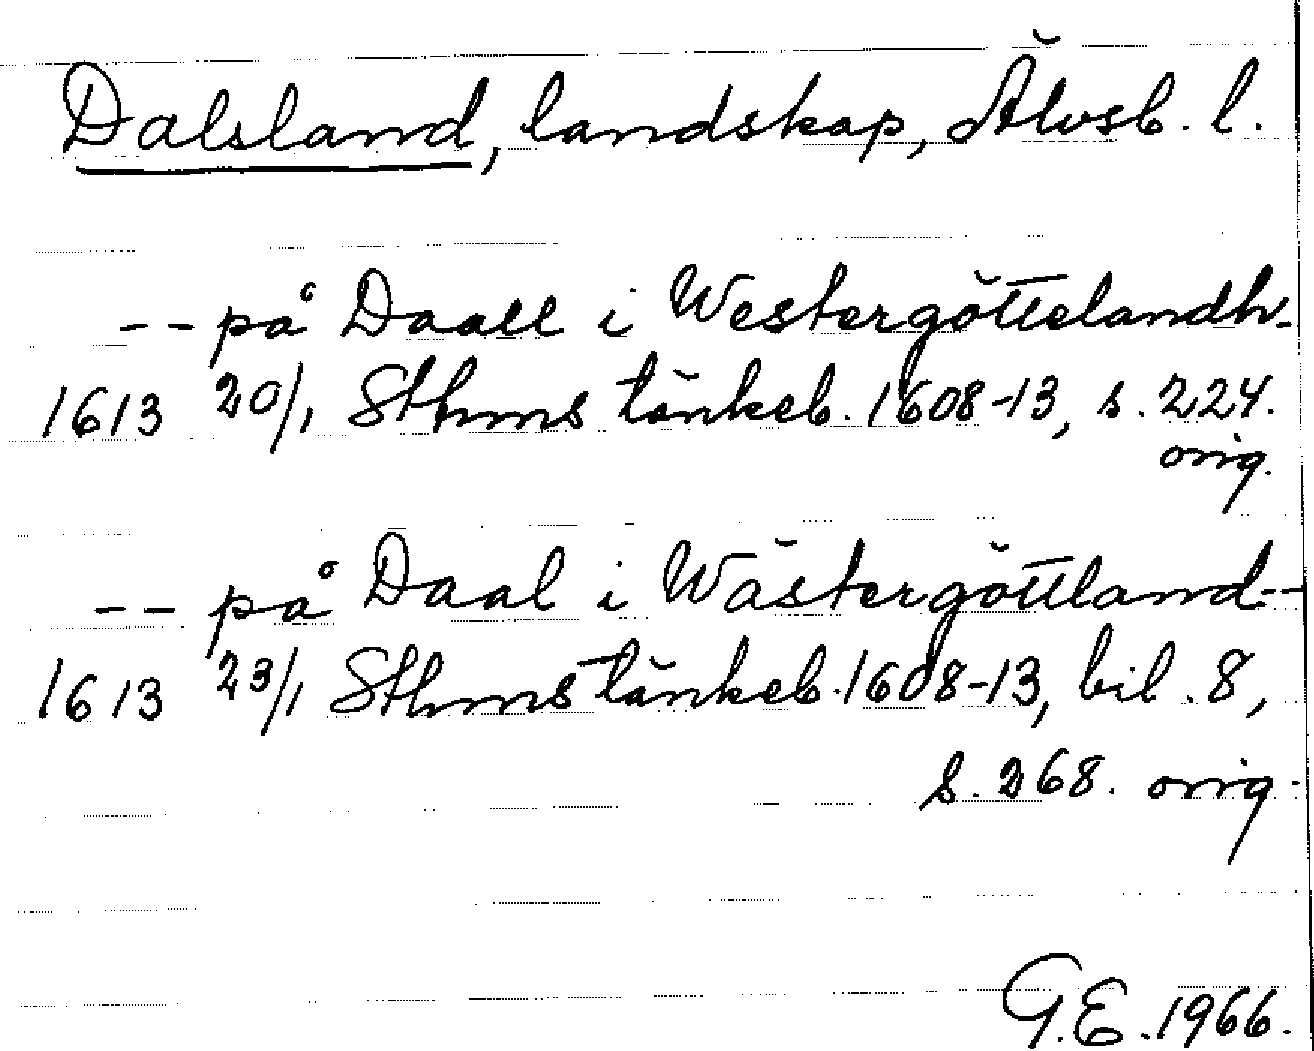 Dalsland, landskap, Älvsb. l.
-- på Daall i Westergöttelandh-
1613 20/1 Sthms tänkeb. 1608-13, s. 224.
orig.
-- på Daal i Wästergöttland--
1613 23/1 Sthms tänkeb. 1608-13, bil. 8,
s. 268. orig.
G.E. 1966.